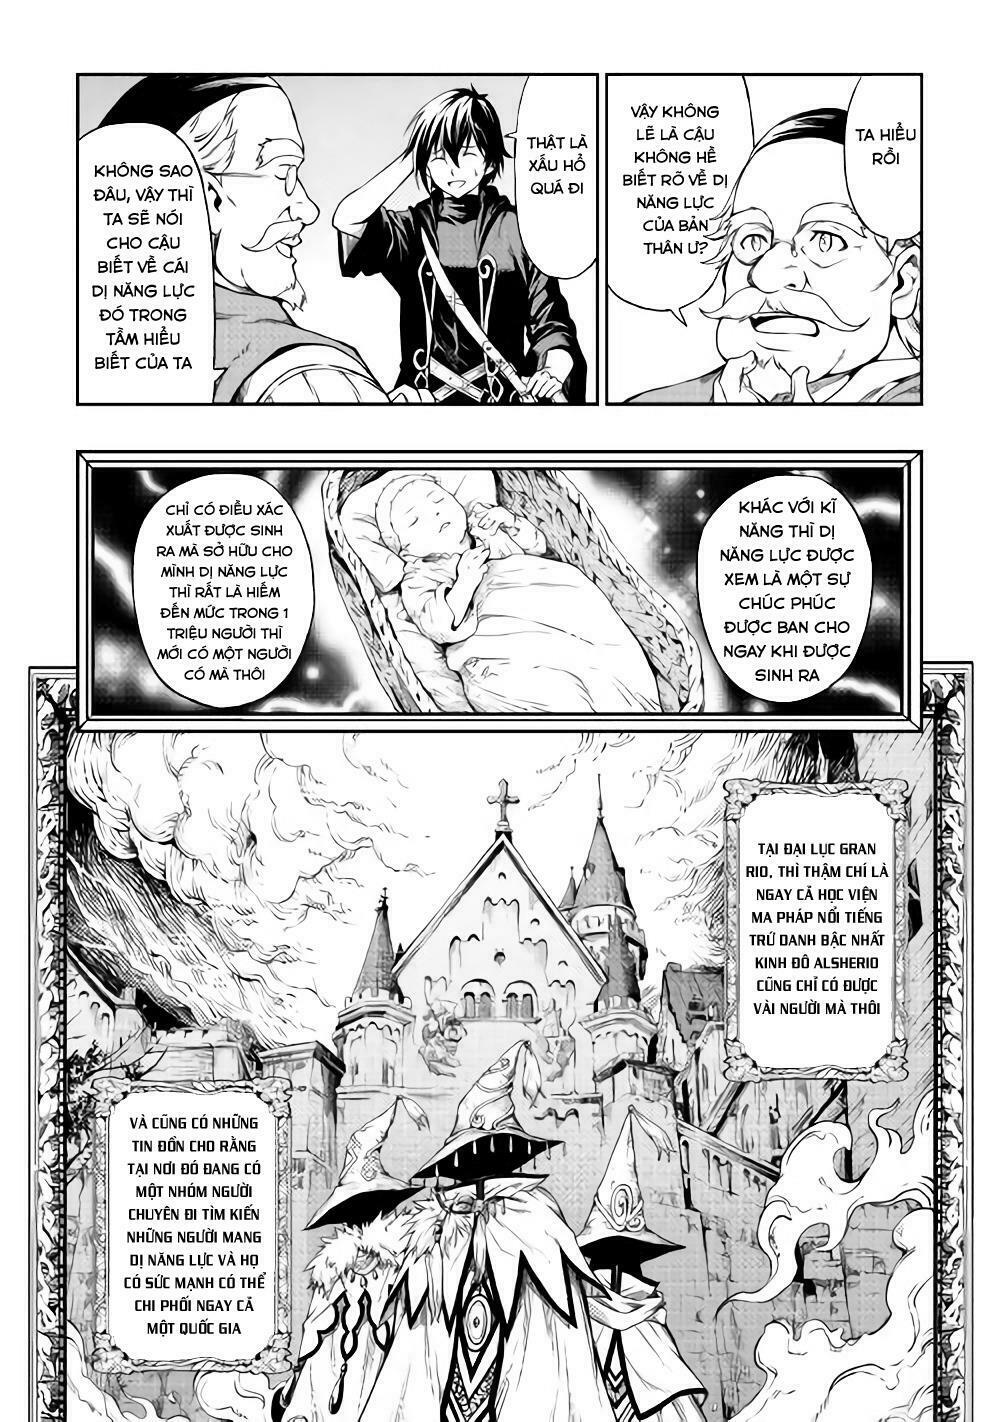 TA HIỂU
RỒI
VẬY KHÔNG
LẼ LÀ CẬU
KHÔNG HỀ
BIẾT RÕ VỀ DỊ
NĂNG LỰC
CỦA BẢN
THÂN Ư?
THẬT LÀ
XẤU HỔ
QUÁ ĐI
KHÔNG SAO
ĐÂU, VẬY THÌ
TA SẼ NÓI
CHO CẬU
BIẾT VỀ CÁI
DỊ NĂNG LỰC
ĐÓ TRONG
TẦM HIỂU
BIẾT CỦA TA
KHÁC VỚI KĨ
NĂNG THÌ DỊ
NĂNG LỰC ĐƯỢC
XEM LÀ MỘT SỰ
CHÚC PHÚC
ĐƯỢC BAN CHO
NGAY KHI ĐƯỢC
SINH RA
CHỈ CÓ ĐIỀU XÁC
XUẤT ĐƯỢC SINH
RA MÀ SỞ HỮU CHO
MÌNH DỊ NĂNG LỰC
THÌ RẤT LÀ HIẾM
ĐẾN MỨC TRONG 1
TRIỆU NGƯỜI THÌ
MỚI CÓ MỘT NGƯỜI
CÓ MÀ THÔI
TẠI ĐẠI LỤC GRAN
RIO, THÌ THẬM CHÍ LÀ
NGAY CẢ HỌC VIỆN
MA PHÁP NỔI TIẾNG
TRỨ DANH BẬC NHẤT
KINH ĐÔ ALSHERIO
CŨNG CHỈ CÓ ĐƯỢC
VÀI NGƯỜI MÀ THÔI
VÀ CŨNG CÓ NHỮNG
TIN ĐỒN CHO RẰNG
TẠI NƠI ĐÓ ĐANG CÓ
MỘT NHÓM NGƯỜI
CHUYÊN ĐI TÌM KIẾN
NHỮNG NGƯỜI MANG
DỊ NĂNG LỰC VÀ HỌ
CÓ SỨC MẠNH CÓ THỂ
CHI PHỐI NGAY CẢ
MỘT QUỐC GIA